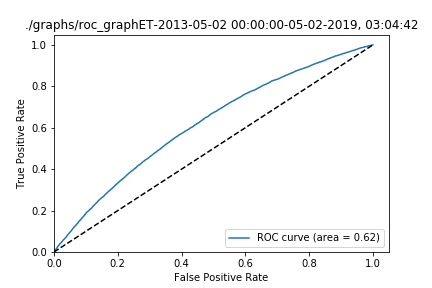 ./graphs/roc_graphET-2013-05-02 00:00:00-05-02-2019, 03:04:42
1.0
0.8
0.6
0.4
0.2
0.0
True Positive Rate
ROC curve (area = 0.62)
0.0 0.2 0.4 0.6 0.8 1.0
False Positive Rate